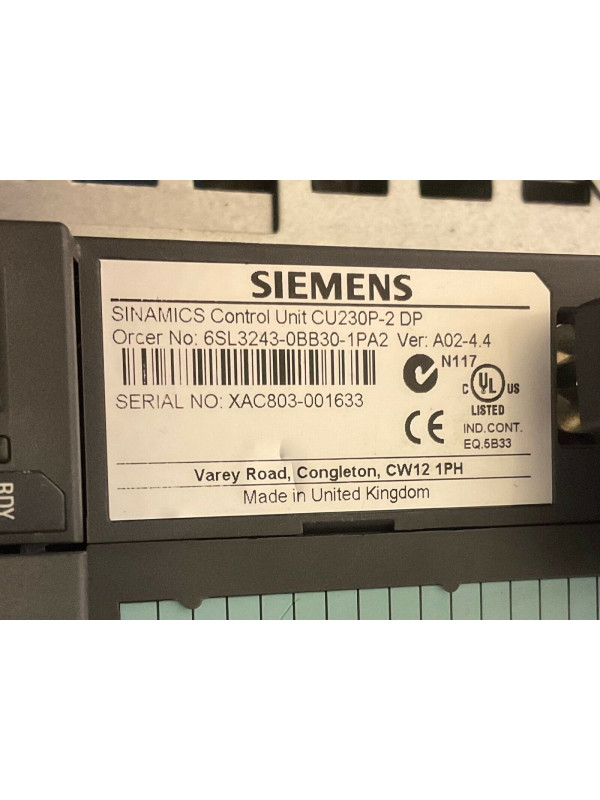 SIEMENS
SINAMICS Control Unit CU230P-2 DP
Orcer No: 6SL3243-0BB30-1PA2 Ver: A02-4.4
N117
C UL US
LISTED
SERIAL NO: XAC803-001633
CE
IND.CONT.
EQ.5B33
Varey Road, Congleton, CW12 1PH
Made in United Kingdom
RDY